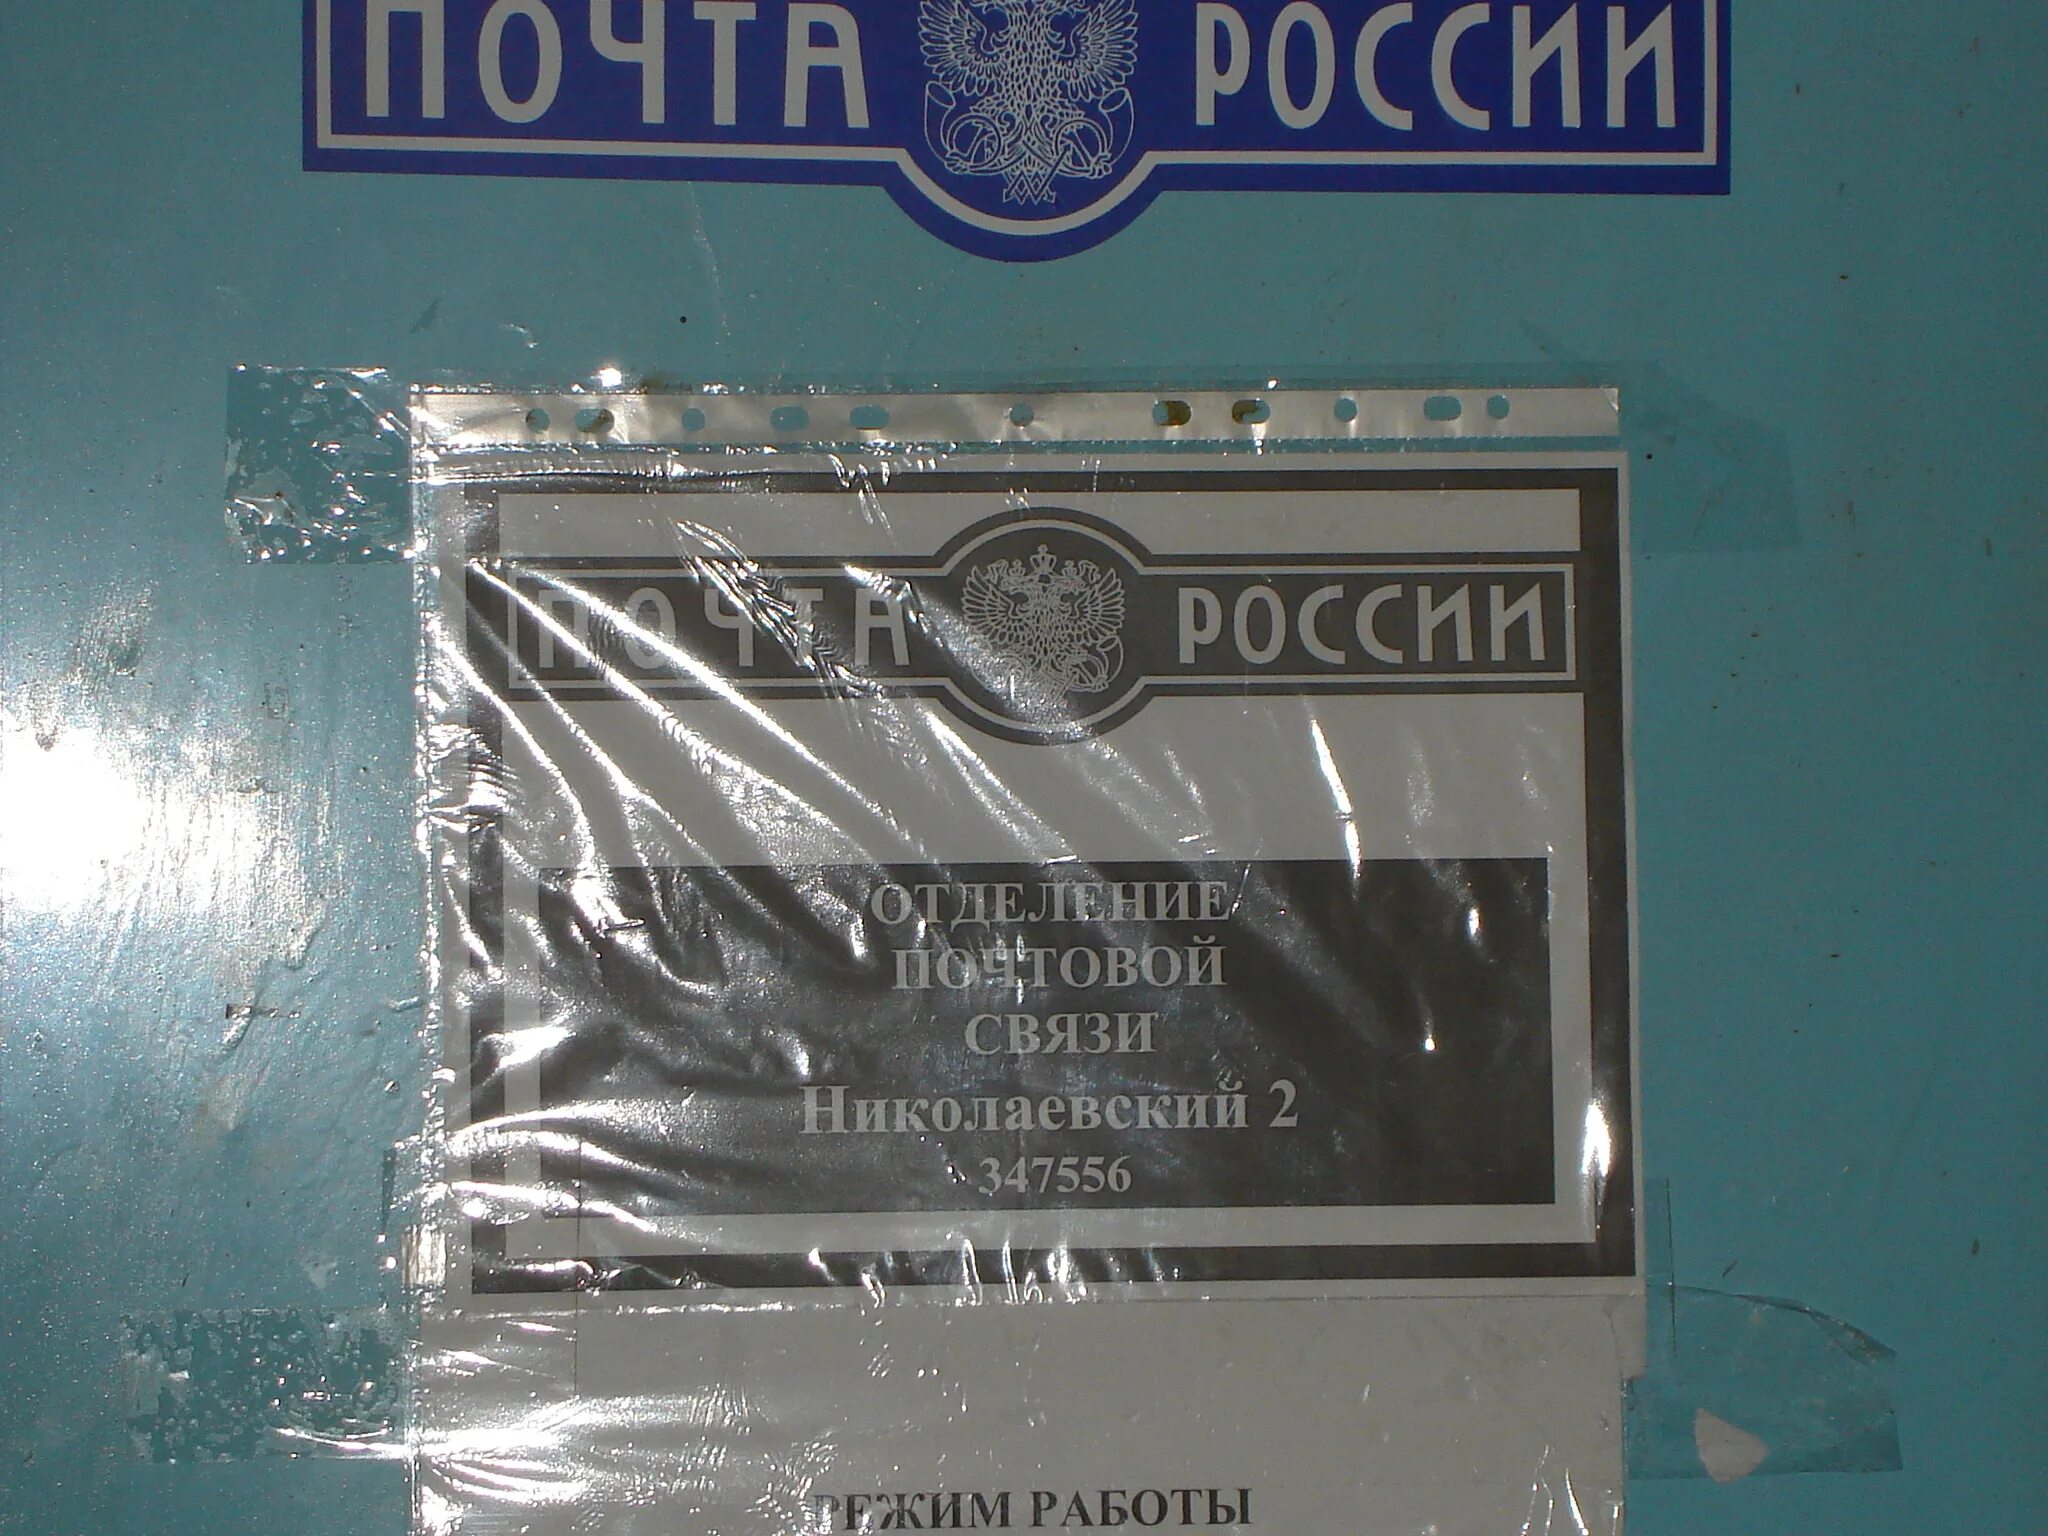 ПОЧТА РОССИИ
ПОЧТА РОССИИ
ОТДЕЛЕНИЕ
ПОЧТОВОЙ
СВЯЗИ
Николаевский 2
347556
РЕЖИМ РАБОТЫ